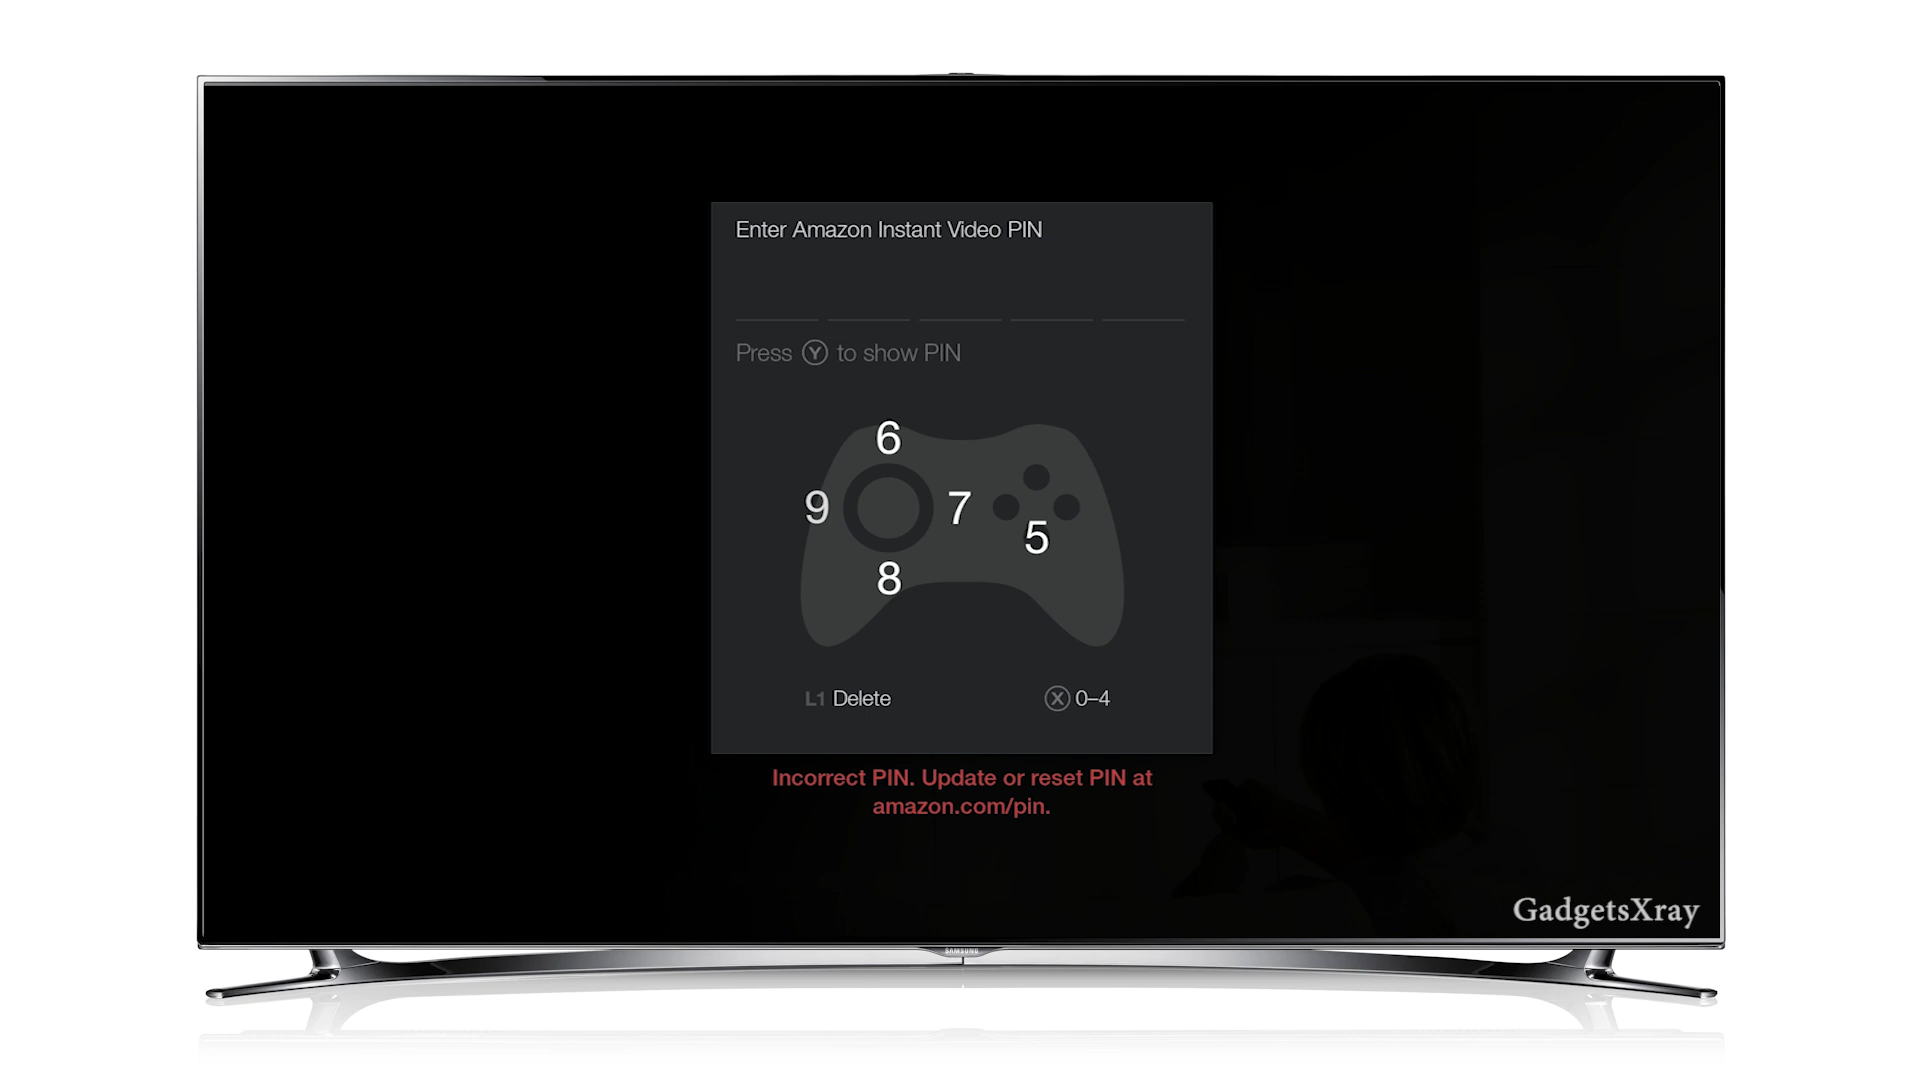 Enter Amazon Instant Video PIN
Press Y to show PIN
6
9
7
5
8
L1 Delete
X 0–4
Incorrect PIN. Update or reset PIN at
amazon.com/pin.
GadgetsXray
SAMSUNG